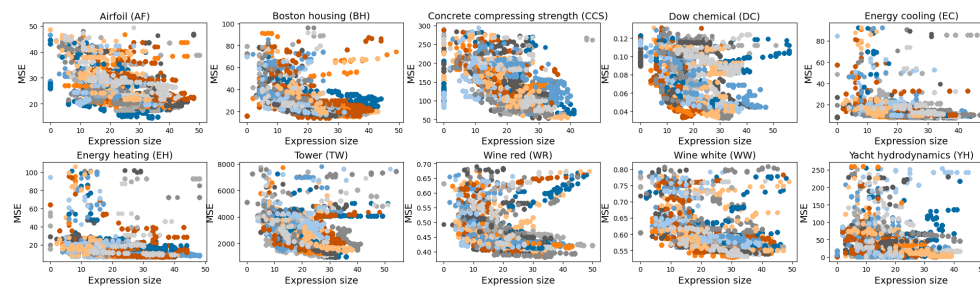 Airfoil (AF)
50
40
30
20
MSE
0 10 20 30 40 50
Expression size
Boston housing (BH)
100
80
60
40
20
MSE
0 10 20 30 40 50
Expression size
Concrete compressing strength (CCS)
300
250
200
150
100
50
MSE
0 10 20 30 40 50
Expression size
Dow chemical (DC)
0.12
0.10
0.08
0.06
0.04
MSE
0 10 20 30 40 50
Expression size
Energy cooling (EC)
80
60
40
20
MSE
0 10 20 30 40
Expression size
Energy heating (EH)
100
80
60
40
20
MSE
0 10 20 30 40 50
Expression size
Tower (TW)
8000
6000
4000
2000
MSE
0 10 20 30 40 50
Expression size
Wine red (WR)
0.70
0.65
0.60
0.55
0.50
0.45
0.40
MSE
0 10 20 30 40 50
Expression size
Wine white (WW)
0.80
0.75
0.70
0.65
0.60
0.55
MSE
0 10 20 30 40 50
Expression size
Yacht hydrodynamics (YH)
250
200
150
100
50
0
MSE
0 10 20 30 40 50
Expression size